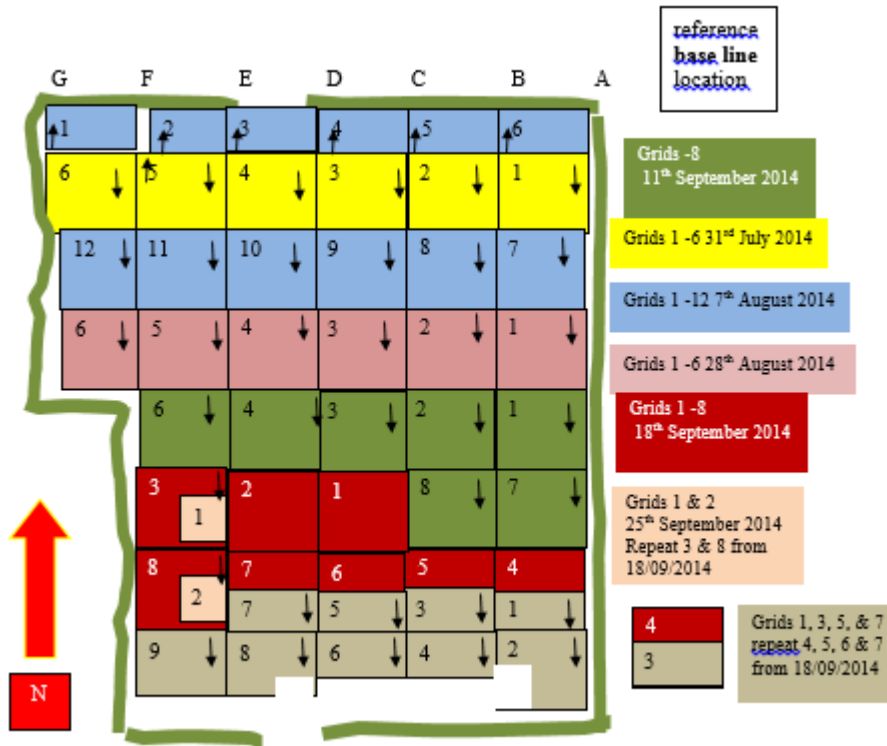 reference
base line
location
G F E D C B A
1 2 3 4 5 6
6 5 4 3 2 1
12 11 10 9 8 7
6 5 4 3 2 1
6 4 3 2 1
3 2 1 8 7
1
8 7 6 5 4
2 7 5 3 1
9 8 6 4 2
N
Grids -8
11th September 2014
Grids 1 -6 31nd July 2014
Grids 1 -12 7th August 2014
Grids 1 -6 28th August 2014
Grids 1 -8
18th September 2014
Grids 1 & 2
25th September 2014
Repeat 3 & 8 from
18/09/2014
4
3
Grids 1, 3, 5, & 7
repeat 4, 5, 6 & 7
from 18/09/2014